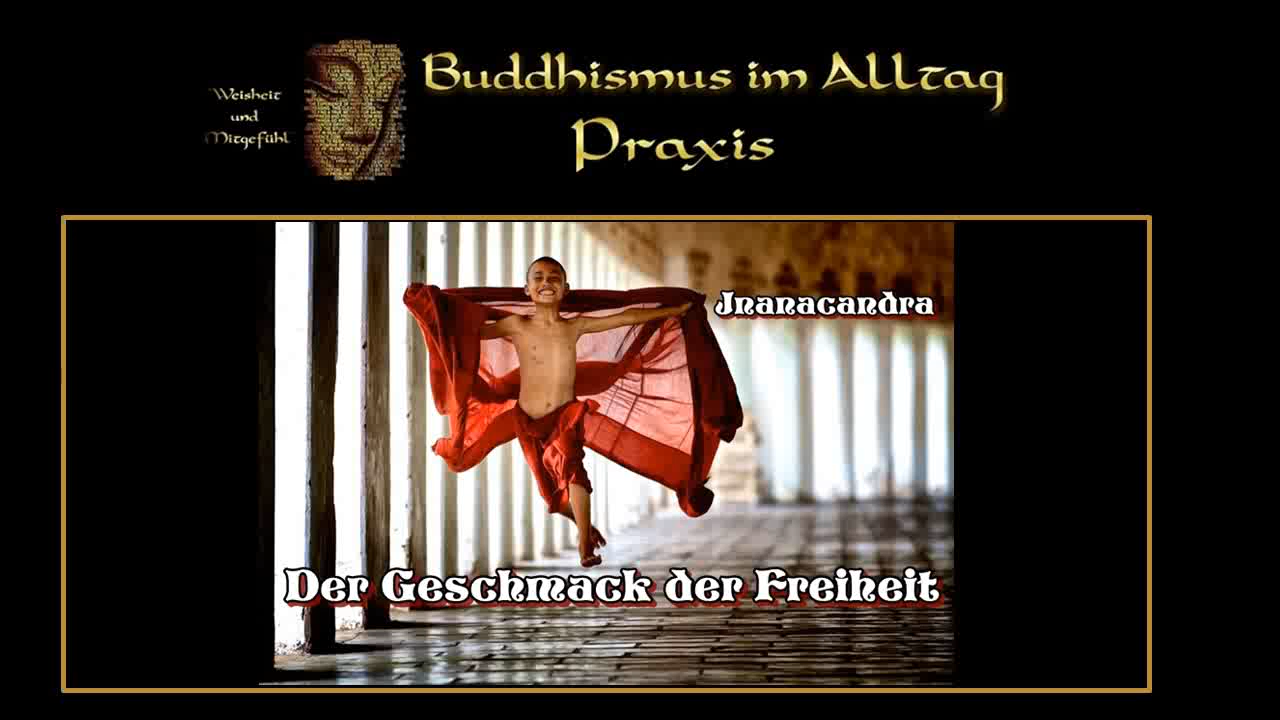 Buddhismus im Alltag
Praxis
Weisheit
und
Mitgefühl
Jnanacandra
Der Geschmack der Freiheit